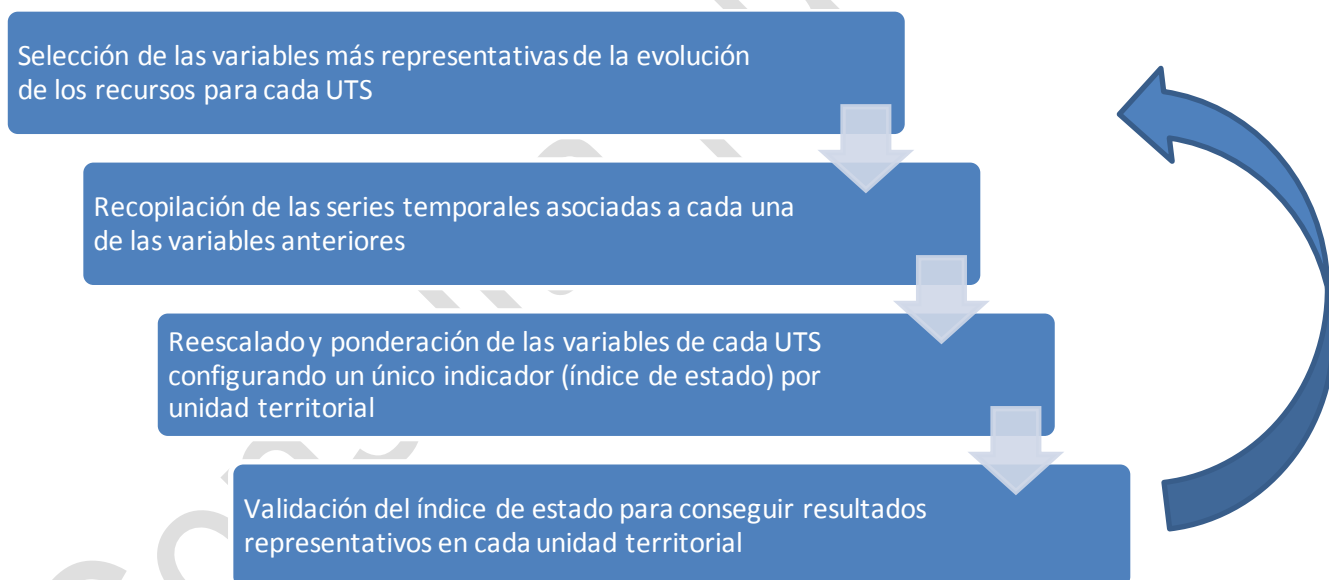 Selección de las variables más representativas de la evolución
de los recursos para cada UTS
Recopilación de las series temporales asociadas a cada una
de las variables anteriores
Reescalado y ponderación de las variables de cada UTS
configurando un único indicador (índice de estado) por
unidad territorial
Validación del índice de estado para conseguir resultados
representativos en cada unidad territorial